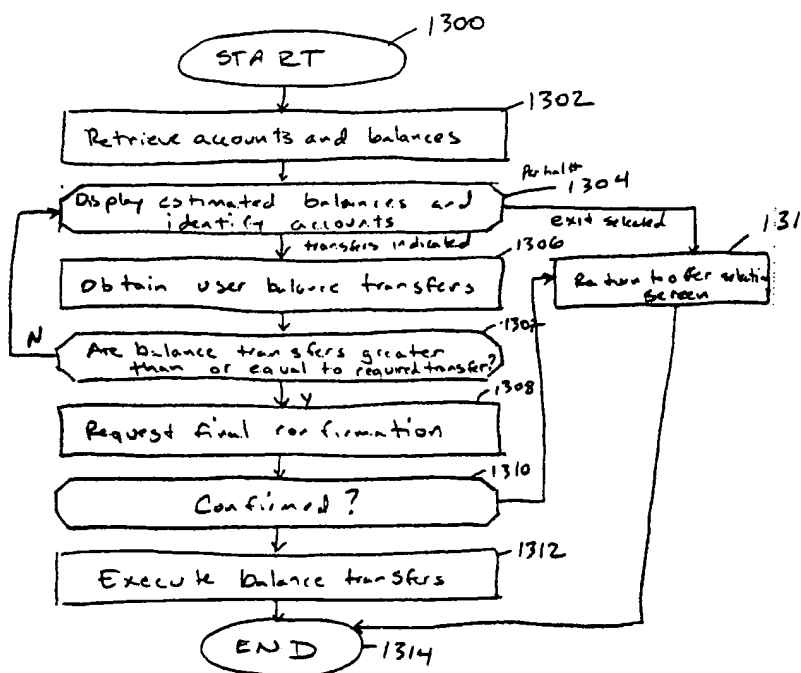 1300
START
1302
Retrieve accounts and balances
1304
Display estimated balances and
identify accounts
exit selected
transfers indicated
1306
131
Obtain user balance transfers
Return to offer selection
screen
1307
N
Are balance transfers greater
than or equal to required transfer?
Y
1308
Request final confirmation
1310
Confirmed?
1312
Execute balance transfers
END
1314